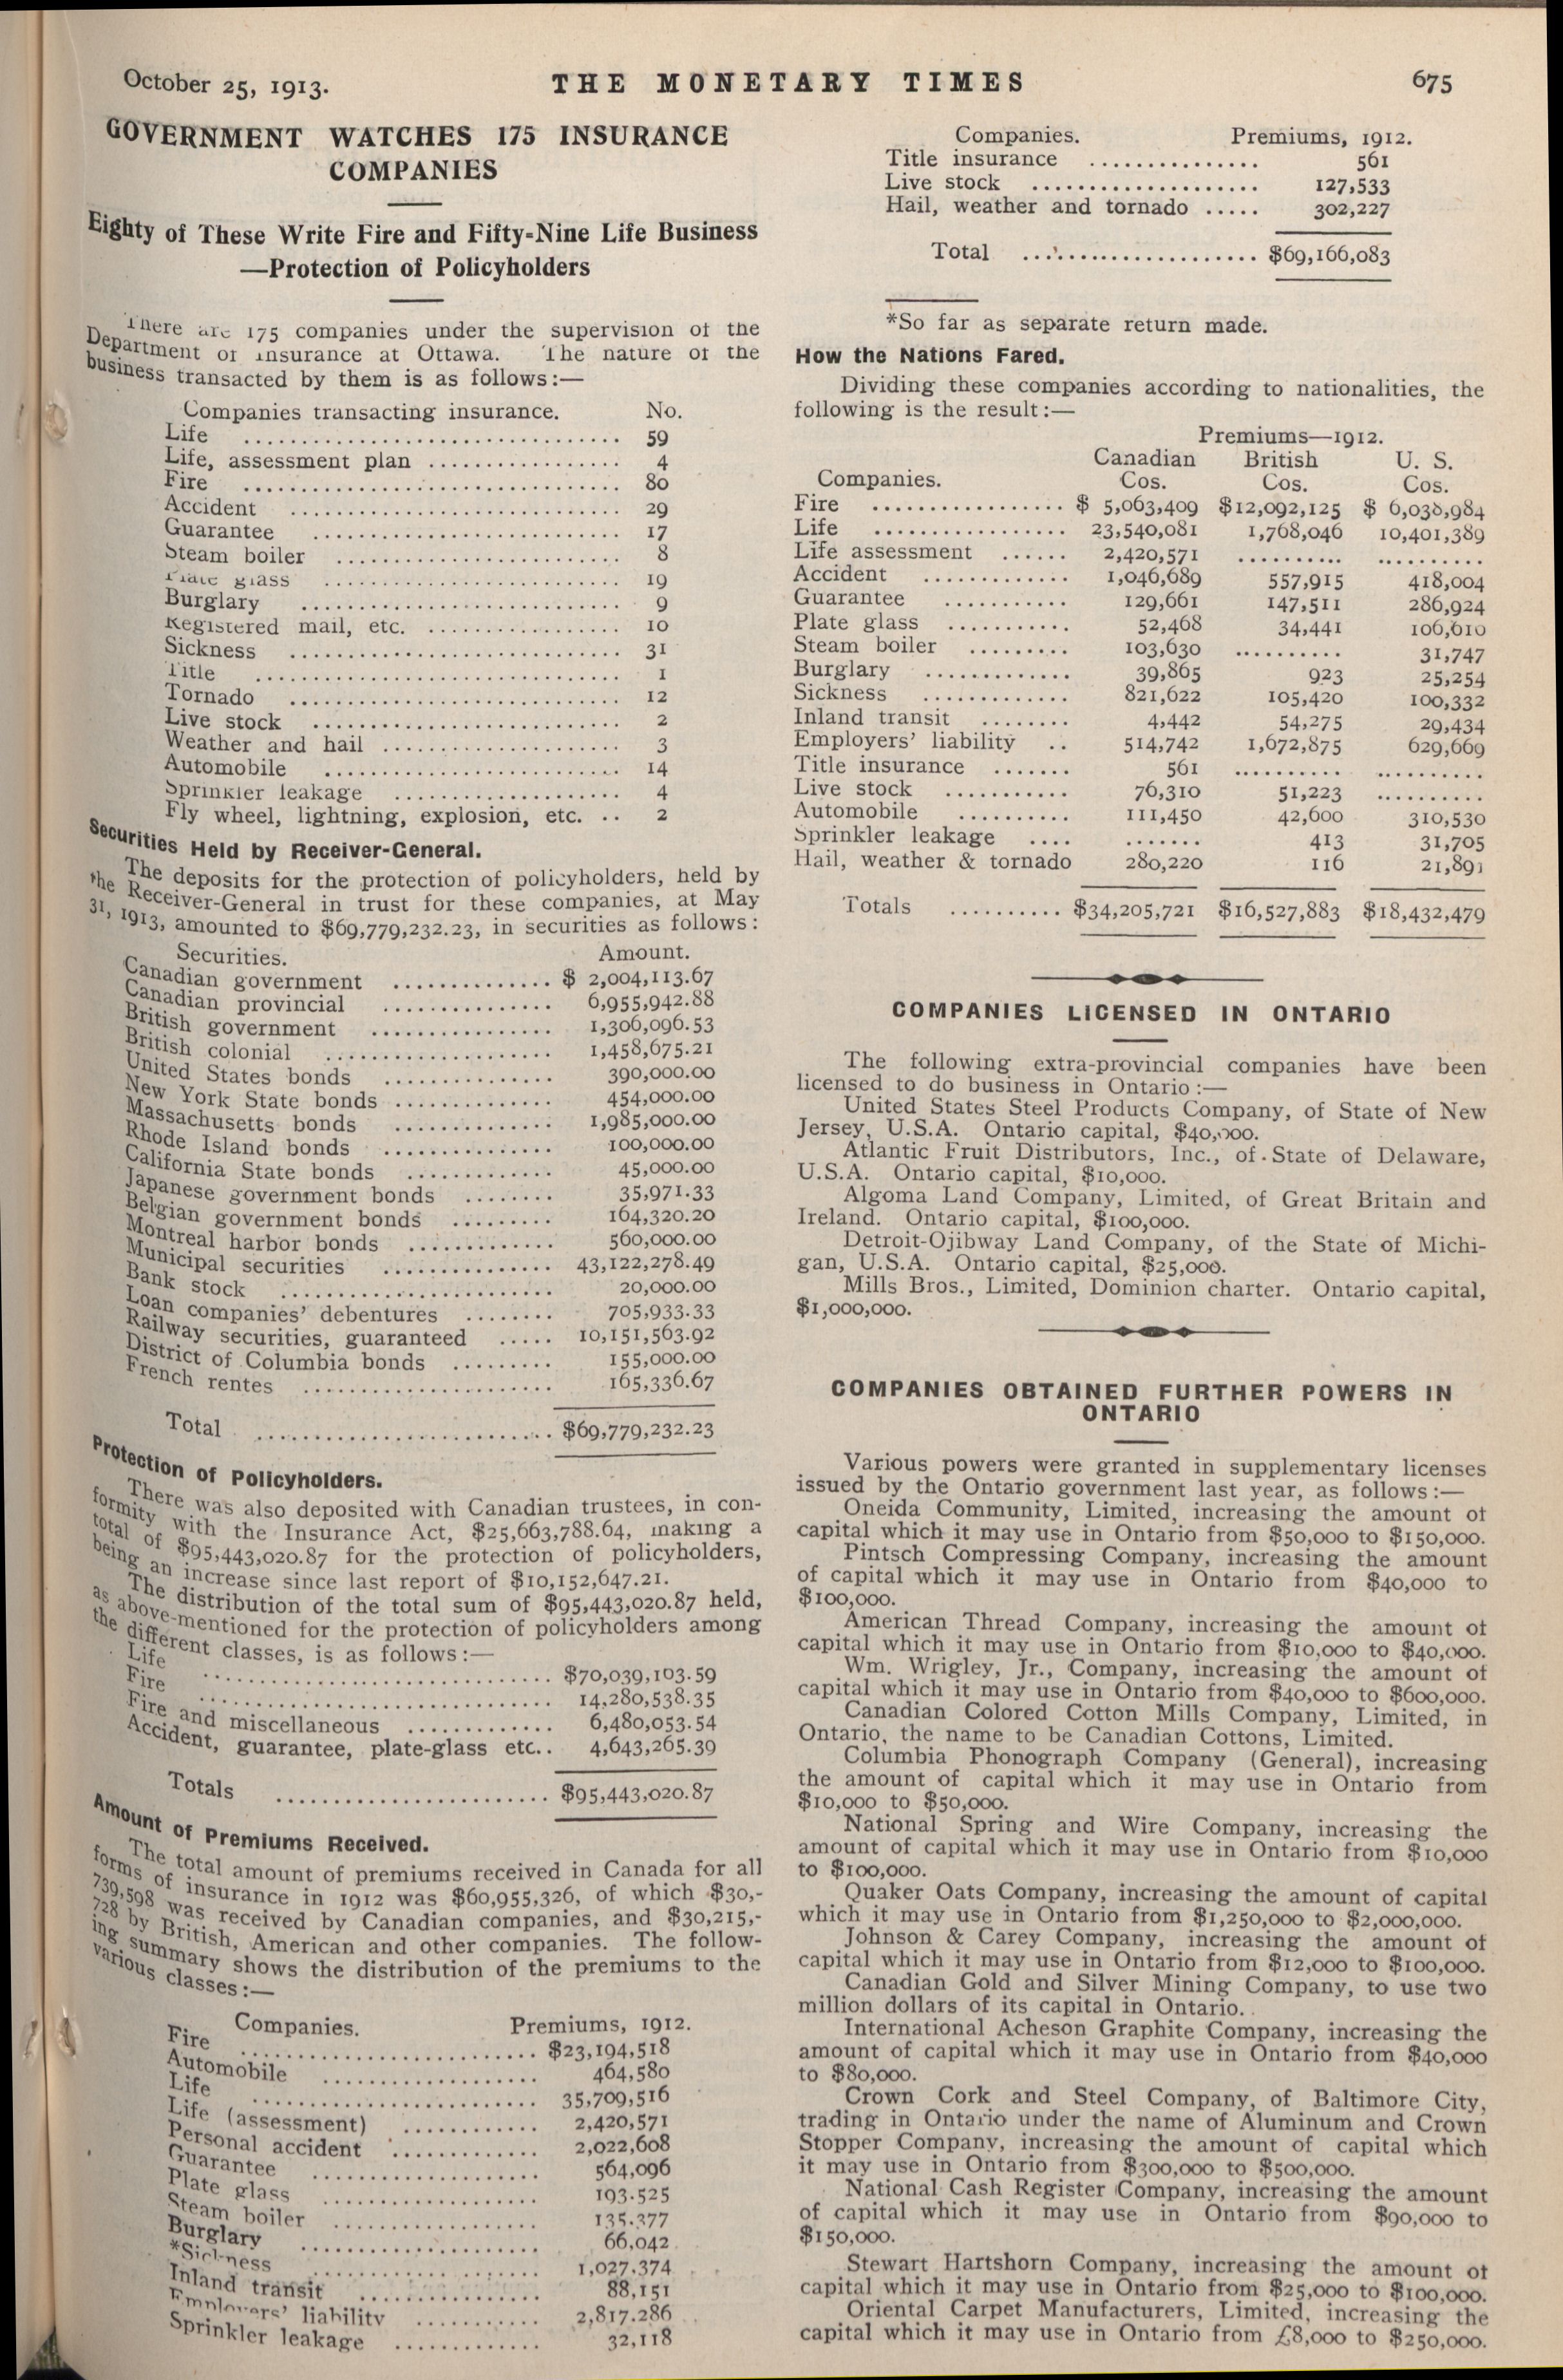 October 25, 1913.
THE MONETARY TIMES
675
GOVERNMENT WATCHES 175 INSURANCE
COMPANIES
Eighty of These Write Fire and Fifty-Nine Life Business
—Protection of Policyholders
There are 175 companies under the supervision of the
Department of Insurance at Ottawa. The nature of the
business transacted by them is as follows:—
Companies transacting insurance. No.
Life ................................ 59
Life, assessment plan ................. 4
Fire ................................ 80
Accident ............................ 29
Guarantee .......................... 17
Steam boiler ......................... 8
Plate glass .......................... 19
Burglary ............................ 9
Registered mail, etc. ................. 10
Sickness ............................ 31
Title ............................... 1
Tornado ............................ 12
Live stock .......................... 2
Weather and hail ..................... 3
Automobile .......................... 14
Sprinkler leakage .................... 4
Fly wheel, lightning, explosion, etc. .. 2
Securities Held by Receiver-General.
The deposits for the protection of policyholders, held by
the Receiver-General in trust for these companies, at May
31, 1913, amounted to $69,779,232.23, in securities as follows:
Securities. Amount.
Canadian government .............. $ 2,004,113.67
Canadian provincial ............... 6,955,942.88
British government ................ 1,306,096.53
British colonial .................... 1,458,675.21
United States bonds ............... 390,000.00
New York State bonds .............. 454,000.00
Massachusetts bonds .............. 1,985,000.00
Rhode Island bonds ............... 100,000.00
California State bonds ............. 45,000.00
Japanese government bonds ........ 35,971.33
Belgian government bonds ......... 164,320.20
Montreal harbor bonds ............. 560,000.00
Municipal securities ............... 43,122,278.49
Bank stock ........................ 20,000.00
Loan companies' debentures ........ 705,933.33
Railway securities, guaranteed ..... 10,151,563.92
District of Columbia bonds ......... 155,000.00
French rentes ...................... 165,336.67
Total .......................... $69,779,232.23
Protection of Policyholders.
There was also deposited with Canadian trustees, in con-
formity with the Insurance Act, $25,663,788.64, making a
total of $95,443,020.87 for the protection of policyholders,
being an increase since last report of $10,152,647.21.
The distribution of the total sum of $95,443,020.87 held,
as above-mentioned for the protection of policyholders among
the different classes, is as follows:—
Life ............................... $70,039,103.59
Fire ............................... 14,280,538.35
Fire and miscellaneous ............. 6,480,053.54
Accident, guarantee, plate-glass etc.. 4,643,265.39
Totals ........................ $95,443,020.87
Amount of Premiums Received.
The total amount of premiums received in Canada for all
forms of insurance in 1912 was $60,955,326, of which $30,-
739,598 was received by Canadian companies, and $30,215,-
728 by British, American and other companies. The follow-
ing summary shows the distribution of the premiums to the
various classes:—
Companies. Premiums, 1912.
Fire ........................... $23,194,518
Automobile .................... 464,580
Life ........................... 35,709,516
Life (assessment) ............ 2,420,571
Personal accident ............. 2,022,608
Guarantee .................... 564,096
Plate glass ................... 193.525
Steam boiler .................. 135.377
Burglary ..................... 66,042
*Sickness .................... 1,027.374
Inland transit ................ 88,151
Employers' liability ........... 2,817.286
Sprinkler leakage ............. 32,118
Companies. Premiums, 1912.
Title insurance ............... 561
Live stock .................... 127,533
Hail, weather and tornado ..... 302,227
Total ..................... $69,166,083
*So far as separate return made.
How the Nations Fared.
Dividing these companies according to nationalities, the
following is the result:—
Premiums—1912.
Canadian British U. S.
Companies. Cos. Cos. Cos.
Fire ................. $ 5,063,409 $12,092,125 $ 6,038,984
Life ................. 23,540,081 1,768,046 10,401,389
Life assessment ...... 2,420,571 .......... ..........
Accident ............. 1,046,689 557,915 418,004
Guarantee ........... 129,661 147,511 286,924
Plate glass ........... 52,468 34,441 106,610
Steam boiler ......... 103,630 .......... 31,747
Burglary ............. 39,865 923 25,254
Sickness ............. 821,622 105,420 100,332
Inland transit ........ 4,442 54,275 29,434
Employers' liability .. 514,742 1,672,875 629,669
Title insurance ....... 561 .......... ..........
Live stock ........... 76,310 51,223 ..........
Automobile .......... 111,450 42,600 310,530
Sprinkler leakage .... ....... 413 31,705
Hail, weather & tornado 280,220 116 21,891
Totals .......... $34,205,721 $16,527,883 $18,432,479
COMPANIES LICENSED IN ONTARIO
The following extra-provincial companies have been
licensed to do business in Ontario:—
United States Steel Products Company, of State of New
Jersey, U.S.A. Ontario capital, $40,000.
Atlantic Fruit Distributors, Inc., of State of Delaware,
U.S.A. Ontario capital, $10,000.
Algoma Land Company, Limited, of Great Britain and
Ireland. Ontario capital, $100,000.
Detroit-Ojibway Land Company, of the State of Michi-
gan, U.S.A. Ontario capital, $25,000.
Mills Bros., Limited, Dominion charter. Ontario capital,
$1,000,000.
COMPANIES OBTAINED FURTHER POWERS IN
ONTARIO
Various powers were granted in supplementary licenses
issued by the Ontario government last year, as follows:—
Oneida Community, Limited, increasing the amount of
capital which it may use in Ontario from $50,000 to $150,000.
Pintsch Compressing Company, increasing the amount
of capital which it may use in Ontario from $40,000 to
$100,000.
American Thread Company, increasing the amount of
capital which it may use in Ontario from $10,000 to $40,000.
Wm. Wrigley, Jr., Company, increasing the amount of
capital which it may use in Ontario from $40,000 to $600,000.
Canadian Colored Cotton Mills Company, Limited, in
Ontario, the name to be Canadian Cottons, Limited.
Columbia Phonograph Company (General), increasing
the amount of capital which it may use in Ontario from
$10,000 to $50,000.
National Spring and Wire Company, increasing the
amount of capital which it may use in Ontario from $10,000
to $100,000.
Quaker Oats Company, increasing the amount of capital
which it may use in Ontario from $1,250,000 to $2,000,000.
Johnson & Carey Company, increasing the amount of
capital which it may use in Ontario from $12,000 to $100,000.
Canadian Gold and Silver Mining Company, to use two
million dollars of its capital in Ontario.
International Acheson Graphite Company, increasing the
amount of capital which it may use in Ontario from $40,000
to $80,000.
Crown Cork and Steel Company, of Baltimore City,
trading in Ontario under the name of Aluminum and Crown
Stopper Company, increasing the amount of capital which
it may use in Ontario from $300,000 to $500,000.
National Cash Register Company, increasing the amount
of capital which it may use in Ontario from $90,000 to
$150,000.
Stewart Hartshorn Company, increasing the amount of
capital which it may use in Ontario from $25,000 to $100,000.
Oriental Carpet Manufacturers, Limited, increasing the
capital which it may use in Ontario from £8,000 to $250,000.